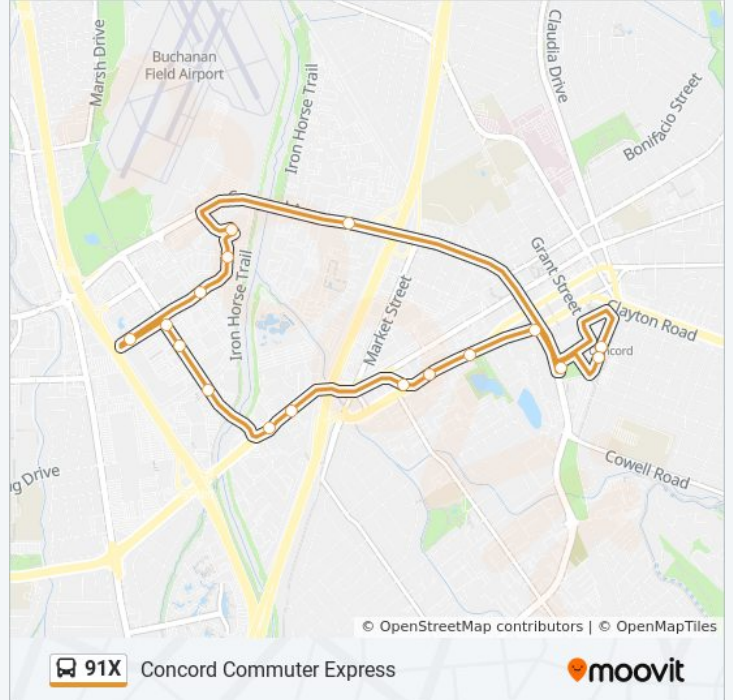 Marsh Drive
Buchanan
Field Airport
Iron Horse Trail
Claudia Drive
Bonifacio Street
Grant Street
Iron Horse Trail
Market Street
Clayton Road
Cowell Road
Drive
© OpenStreetMap contributors | © OpenMapTiles
91X Concord Commuter Express moovit